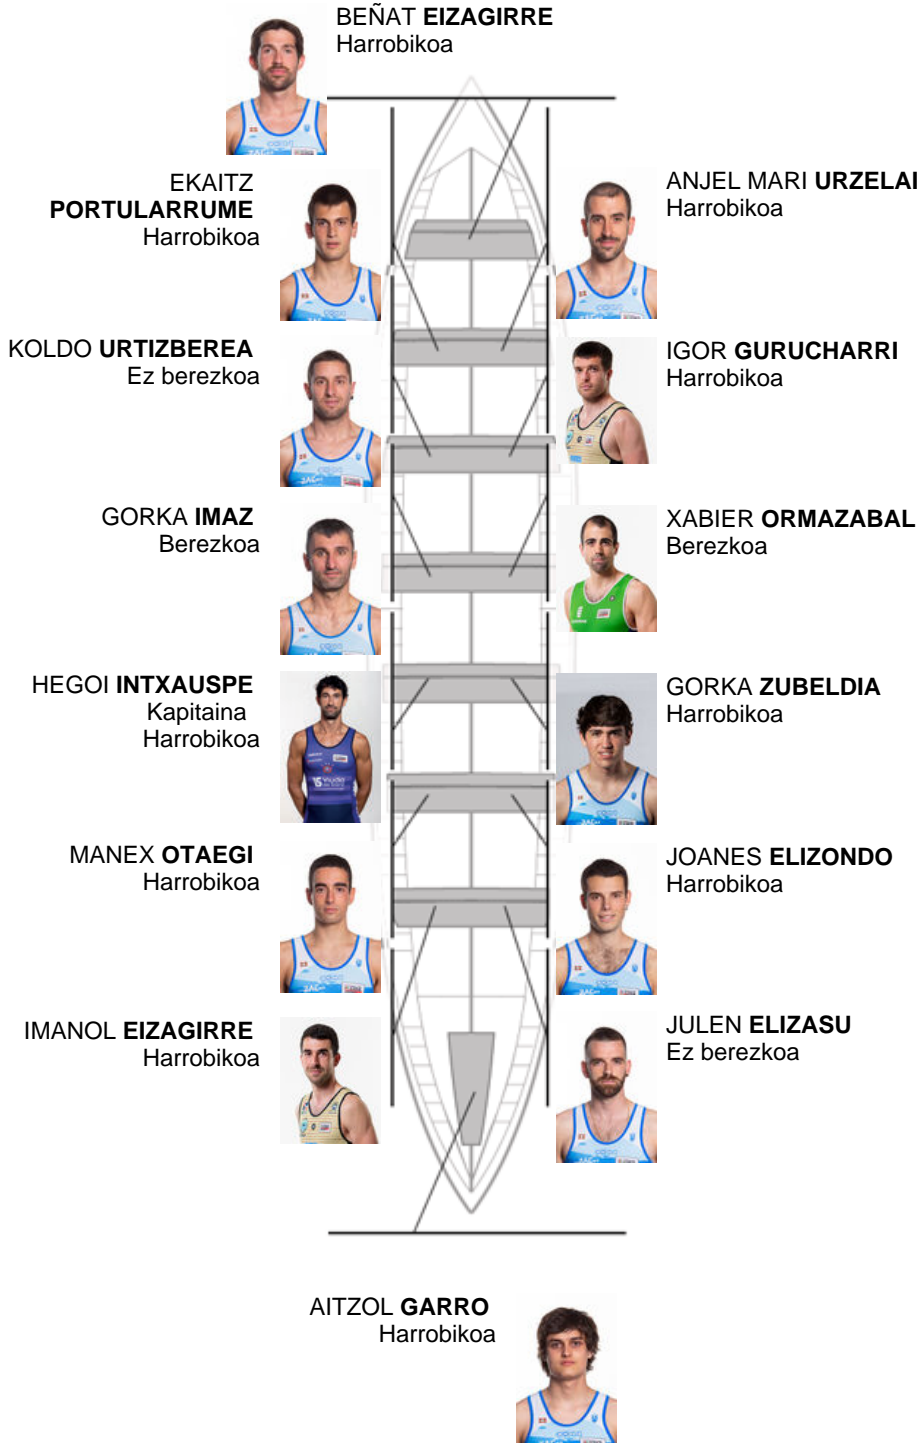 BEÑAT EIZAGIRRE
Harrobikoa
EKAITZ
PORTULARRUME
Harrobikoa
ANJEL MARI URZELAI
Harrobikoa
KOLDO URTIZBEREA
Ez berezkoa
IGOR GURUCHARRI
Harrobikoa
GORKA IMAZ
Berezkoa
XABIER ORMAZABAL
Berezkoa
HEGOI INTXAUSPE
Kapitaina
Harrobikoa
GORKA ZUBELDIA
Harrobikoa
MANEX OTAEGI
Harrobikoa
JOANES ELIZONDO
Harrobikoa
IMANOL EIZAGIRRE
Harrobikoa
JULEN ELIZASU
Ez berezkoa
AITZOL GARRO
Harrobikoa